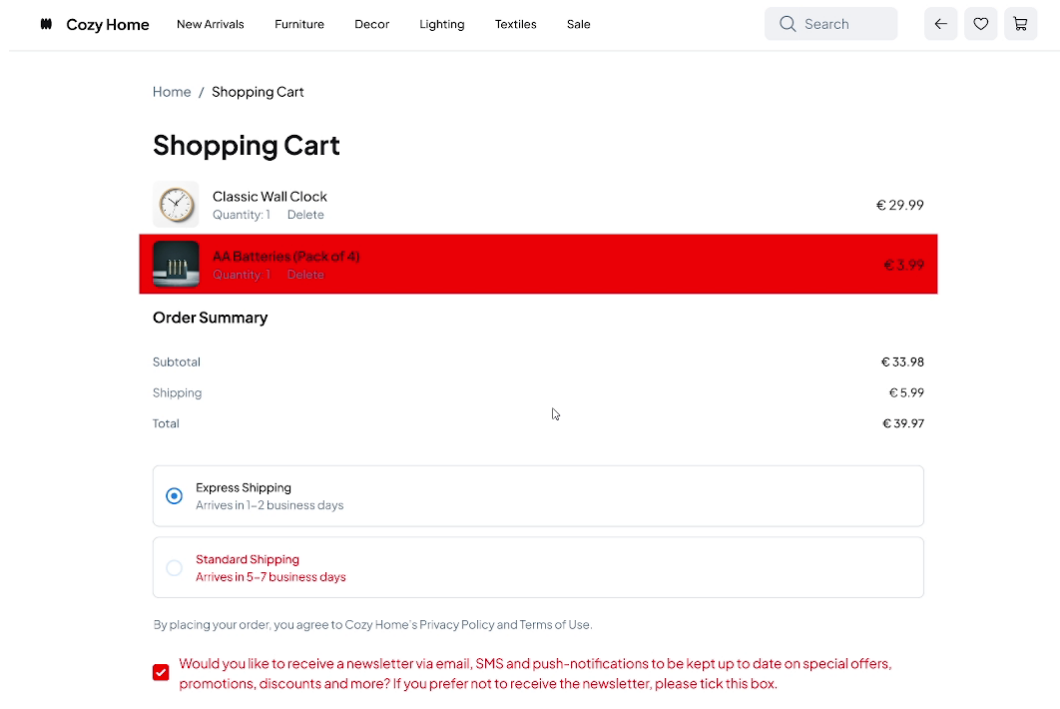 Cozy Home New Arrivals Furniture Decor Lighting Textiles Sale Search
Home / Shopping Cart
Shopping Cart
Classic Wall Clock
Quantity: 1 Delete
€ 29.99
AA Batteries (Pack of 4)
Quantity: 1 Delete
€ 3.99
Order Summary
Subtotal € 33.98
Shipping € 5.99
Total € 39.97
Express Shipping
Arrives in 1-2 business days
Standard Shipping
Arrives in 5-7 business days
By placing your order, you agree to Cozy Home's Privacy Policy and Terms of Use.
Would you like to receive a newsletter via email, SMS and push-notifications to be kept up to date on special offers,
promotions, discounts and more? If you prefer not to receive the newsletter, please tick this box.